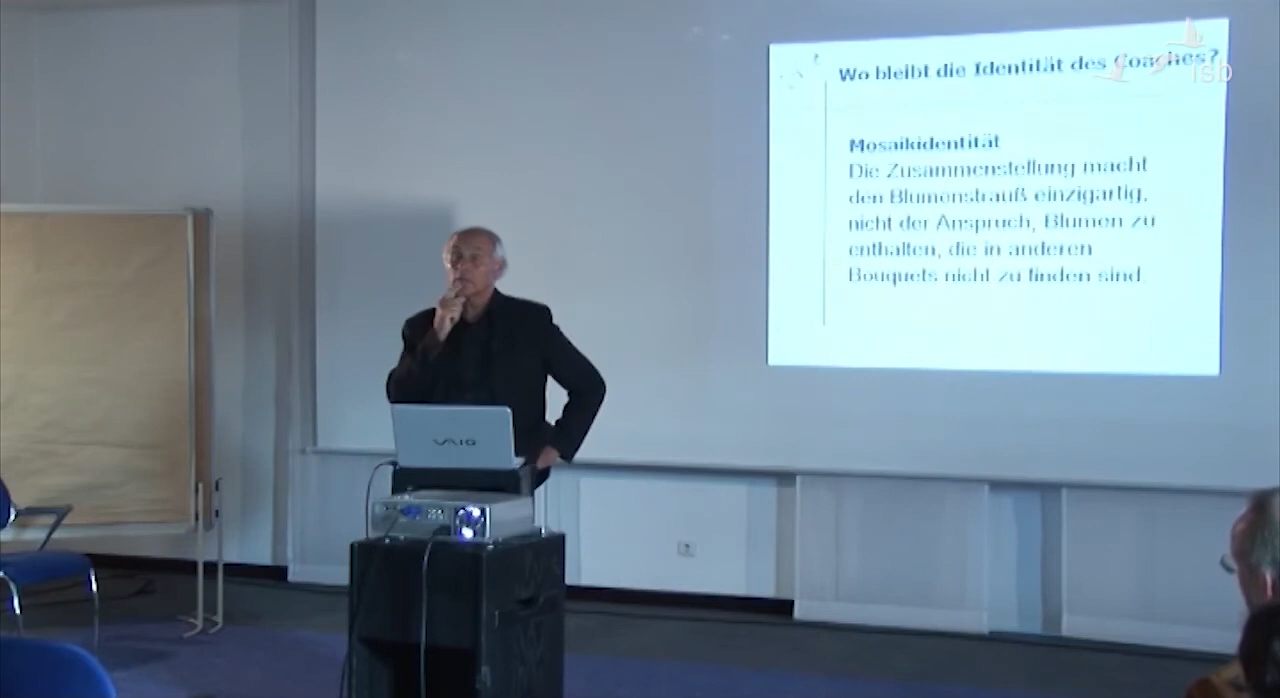 Wo bleibt die Identität des Coaches?
isb
Mosaikidentität
Die Zusammenstellung macht
den Blumenstrauß einzigartig,
nicht der Anspruch, Blumen zu
enthalten, die in anderen
Bouquets nicht zu finden sind
VAIO